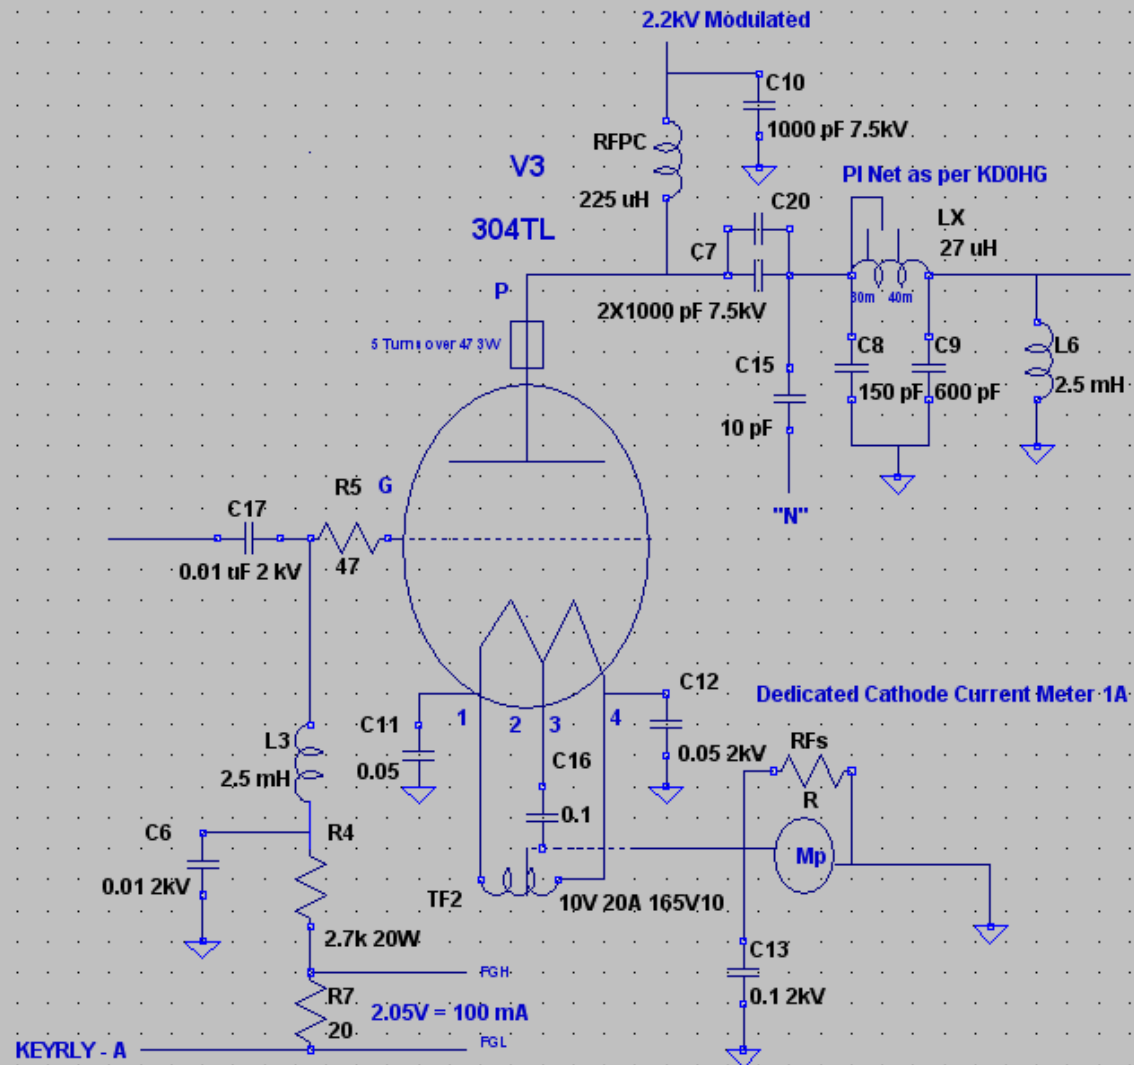 2.2kV Modulated
C10
1000 pF 7.5kV
RFPC
225 uH
V3
304TL
PI Net as per KD0HG
C20
C7
LX
27 uH
P
2X1000 pF 7.5kV
80m 40m
5 Turns over 47 3W
C15
10 pF
C8
150 pF
C9
600 pF
L6
2.5 mH
"N"
R5
G
47
C17
0.01 uF 2 kV
C12
0.05 2kV
Dedicated Cathode Current Meter 1A
1 2 3 4
C11
0.05
C16
0.1
L3
2.5 mH
RFs
R
Mp
C6
0.01 2kV
R4
2.7k 20W
TF2
10V 20A 165V10
C13
0.1 2kV
FGH
R7
20
2.05V = 100 mA
FGL
KEYRLY - A